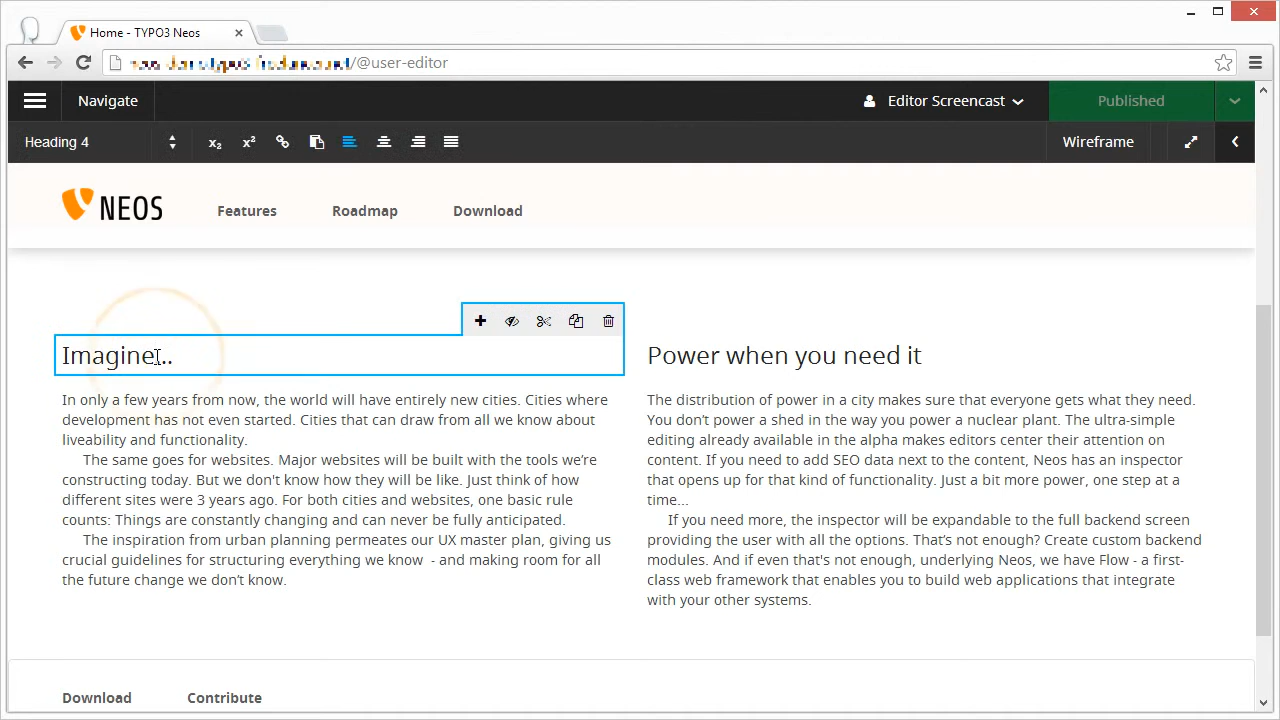 Home - TYPO3 Neos
/@user-editor
Navigate
Editor Screencast
Published
Heading 4
x₂
x²
Wireframe
NEOS
Features
Roadmap
Download
Imagine...
In only a few years from now, the world will have entirely new cities. Cities where
development has not even started. Cities that can draw from all we know about
liveability and functionality.
The same goes for websites. Major websites will be built with the tools we’re
constructing today. But we don't know how they will be like. Just think of how
different sites were 3 years ago. For both cities and websites, one basic rule
counts: Things are constantly changing and can never be fully anticipated.
The inspiration from urban planning permeates our UX master plan, giving us
crucial guidelines for structuring everything we know  - and making room for all
the future change we don’t know.
Power when you need it
The distribution of power in a city makes sure that everyone gets what they need.
You don’t power a shed in the way you power a nuclear plant. The ultra-simple
editing already available in the alpha makes editors center their attention on
content. If you need to add SEO data next to the content, Neos has an inspector
that opens up for that kind of functionality. Just a bit more power, one step at a
time...
If you need more, the inspector will be expandable to the full backend screen
providing the user with all the options. That’s not enough? Create custom backend
modules. And if even that's not enough, underlying Neos, we have Flow - a first-
class web framework that enables you to build web applications that integrate
with your other systems.
Download
Contribute